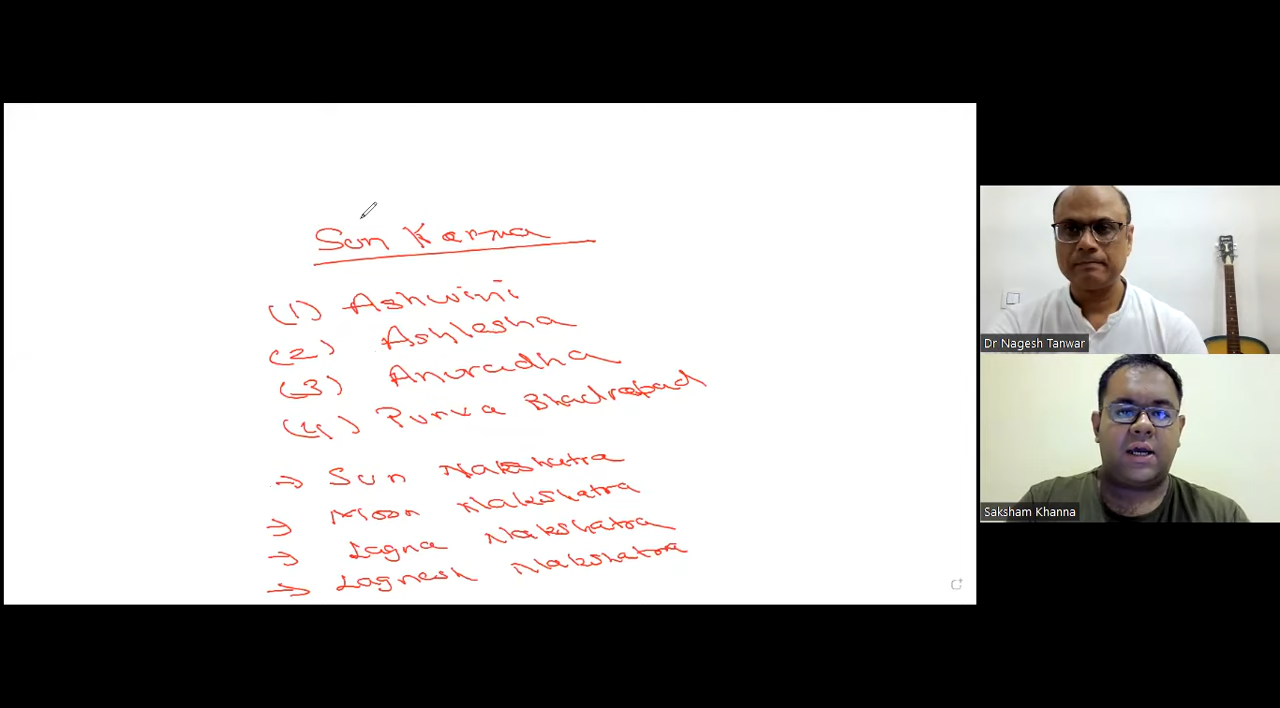 Sun Karma
(1) Ashwini
(2) Ashlesha
(3) Anuradha
(4) Purva Bhadrapad
→ Sun Nakshatra
→ Moon Nakshatra
→ Lagna Nakshatra
→ Lagnesh Nakshatra
Dr Nagesh Tanwar
Saksham Khanna